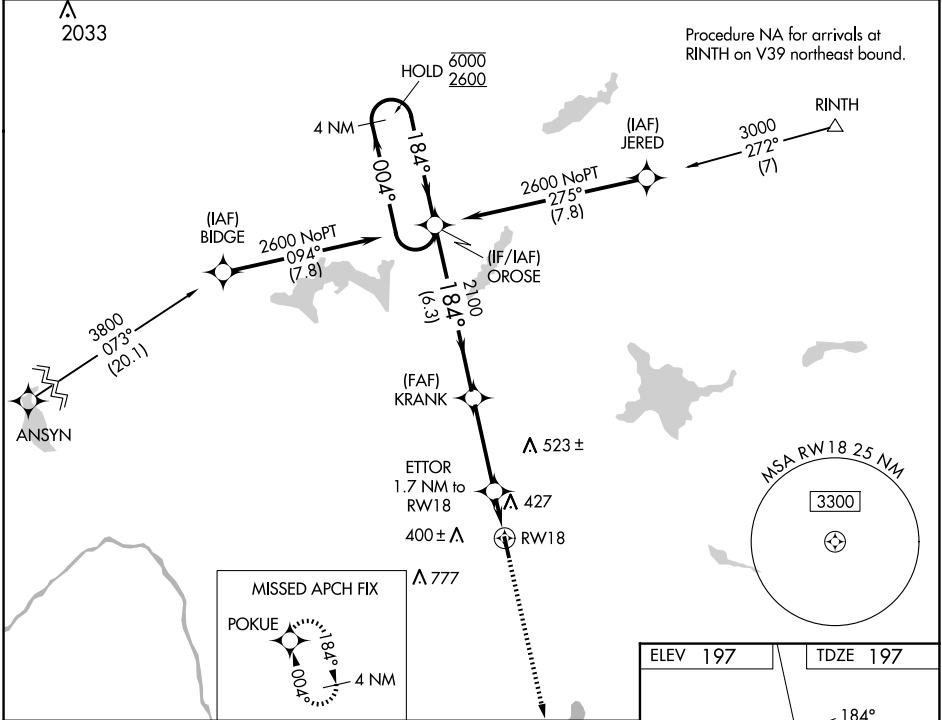 2033
Procedure NA for arrivals at
RINTH on V39 northeast bound.
HOLD
6000
2600
4 NM
184°
004°
RINTH
3000
272°
(7)
(IAF)
JERED
2600 NoPT
275°
(7.8)
(IAF)
BIDGE
2600 NoPT
094°
(7.8)
(IF/IAF)
OROSE
2100
184°
(6.3)
3800
073°
(20.1)
ANSYN
(FAF)
KRANK
523 ±
ETTOR
1.7 NM to
RW18
427
400 ±
RW18
777
MSA RW18 25 NM
3300
MISSED APCH FIX
POKUE
184°
004°
4 NM
ELEV 197
TDZE 197
184°